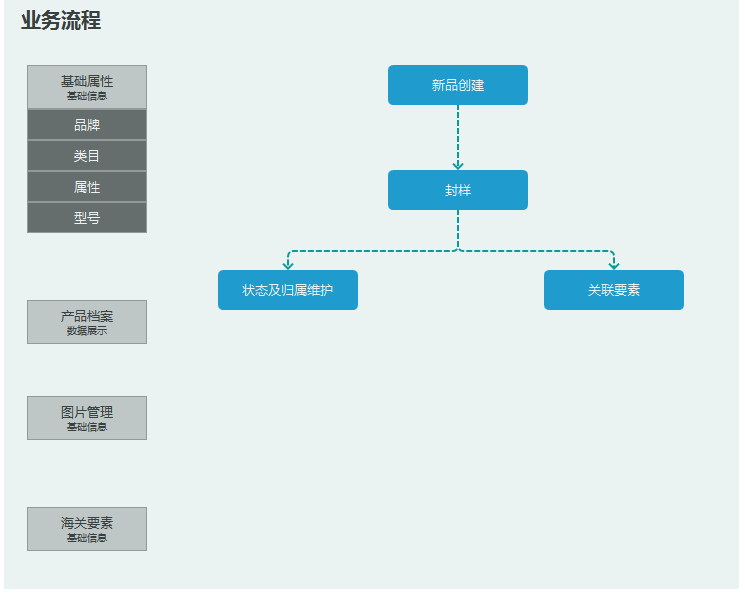 业务流程
基础属性
基础信息
品牌
类目
属性
型号
产品档案
数据展示
图片管理
基础信息
海关要素
基础信息
新品创建
封样
状态及归属维护
关联要素